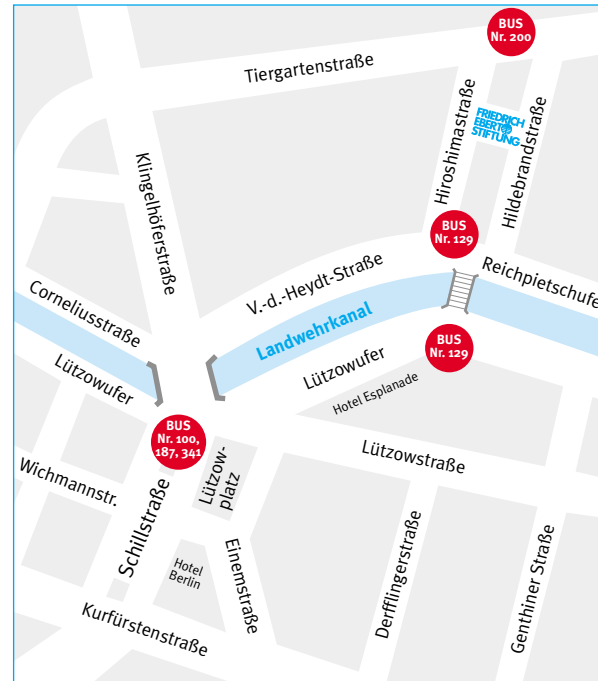 BUS
Nr. 200
Tiergartenstraße
FRIEDRICH
EBERT
STIFTUNG
Hiroshimastraße
Hildebrandstraße
Klingelhöferstraße
BUS
Nr. 129
Reichpietschufe
V.-d.-Heydt-Straße
Corneliusstraße
Landwehrkanal
Lützowufer
BUS
Nr. 129
Lützowufer
Hotel Esplanade
BUS
Nr. 100,
187, 341
Lützow-
platz
Lützowstraße
Wichmannstr.
Schillstraße
Hotel
Berlin
Einemstraße
Derfflingerstraße
Genthiner Straße
Kurfürstenstraße